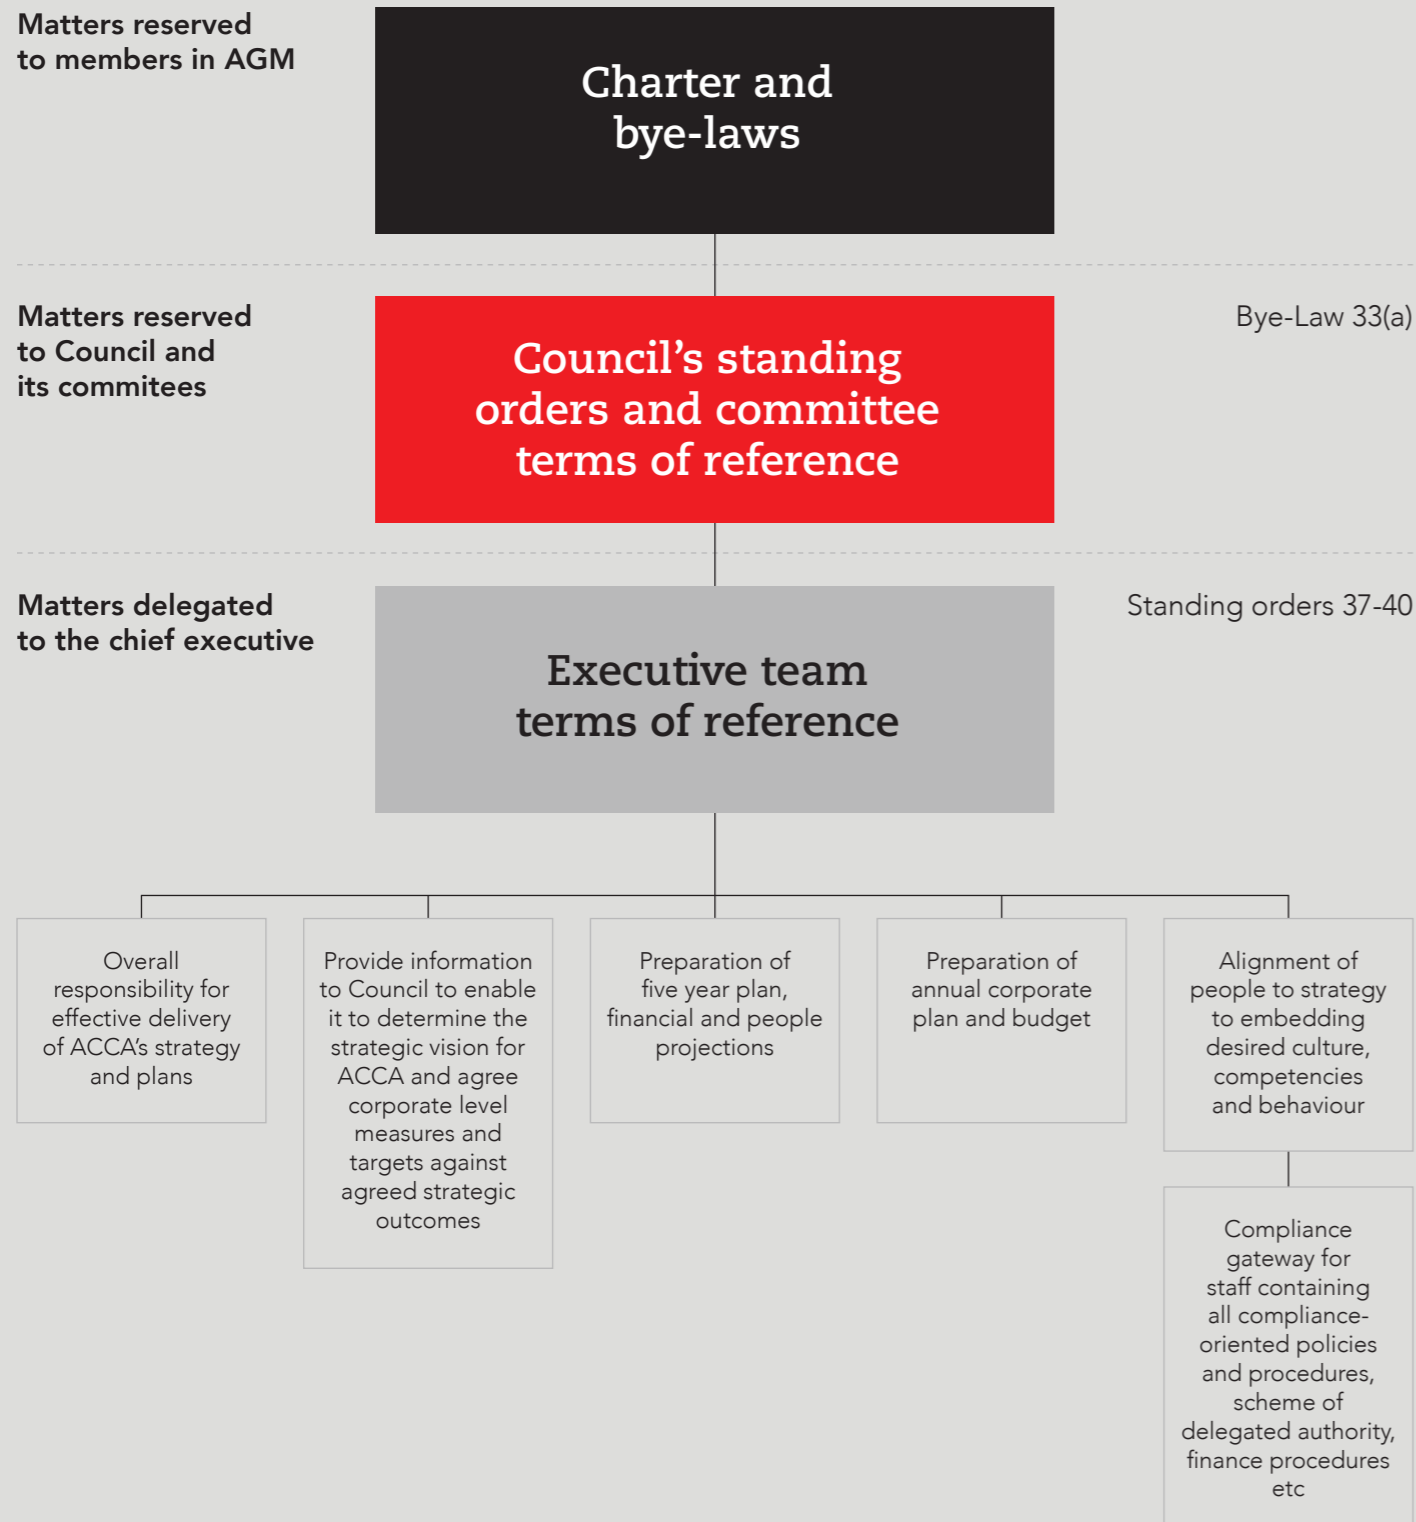 Matters reserved
to members in AGM
Charter and
bye-laws
Matters reserved
to Council and
its commitees
Bye-Law 33(a)
Council’s standing
orders and committee
terms of reference
Matters delegated
to the chief executive
Standing orders 37-40
Executive team
terms of reference
Overall
responsibility for
effective delivery
of ACCA’s strategy
and plans
Provide information
to Council to enable
it to determine the
strategic vision for
ACCA and agree
corporate level
measures and
targets against
agreed strategic
outcomes
Preparation of
five year plan,
financial and people
projections
Preparation of
annual corporate
plan and budget
Alignment of
people to strategy
to embedding
desired culture,
competencies
and behaviour
Compliance
gateway for
staff containing
all compliance-
oriented policies
and procedures,
scheme of
delegated authority,
finance procedures
etc